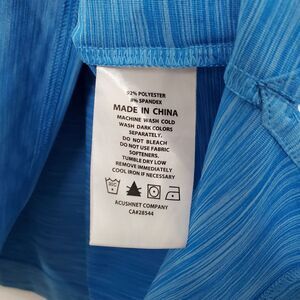 92% POLYESTER
8% SPANDEX
MADE IN CHINA
MACHINE WASH COLD
WASH DARK COLORS
SEPARATELY.
DO NOT BLEACH
DO NOT USE FABRIC
SOFTENERS.
TUMBLE DRY LOW
REMOVE IMMEDIATELY
COOL IRON IF NECESSARY
ACUSHNET COMPANY
CA#28544